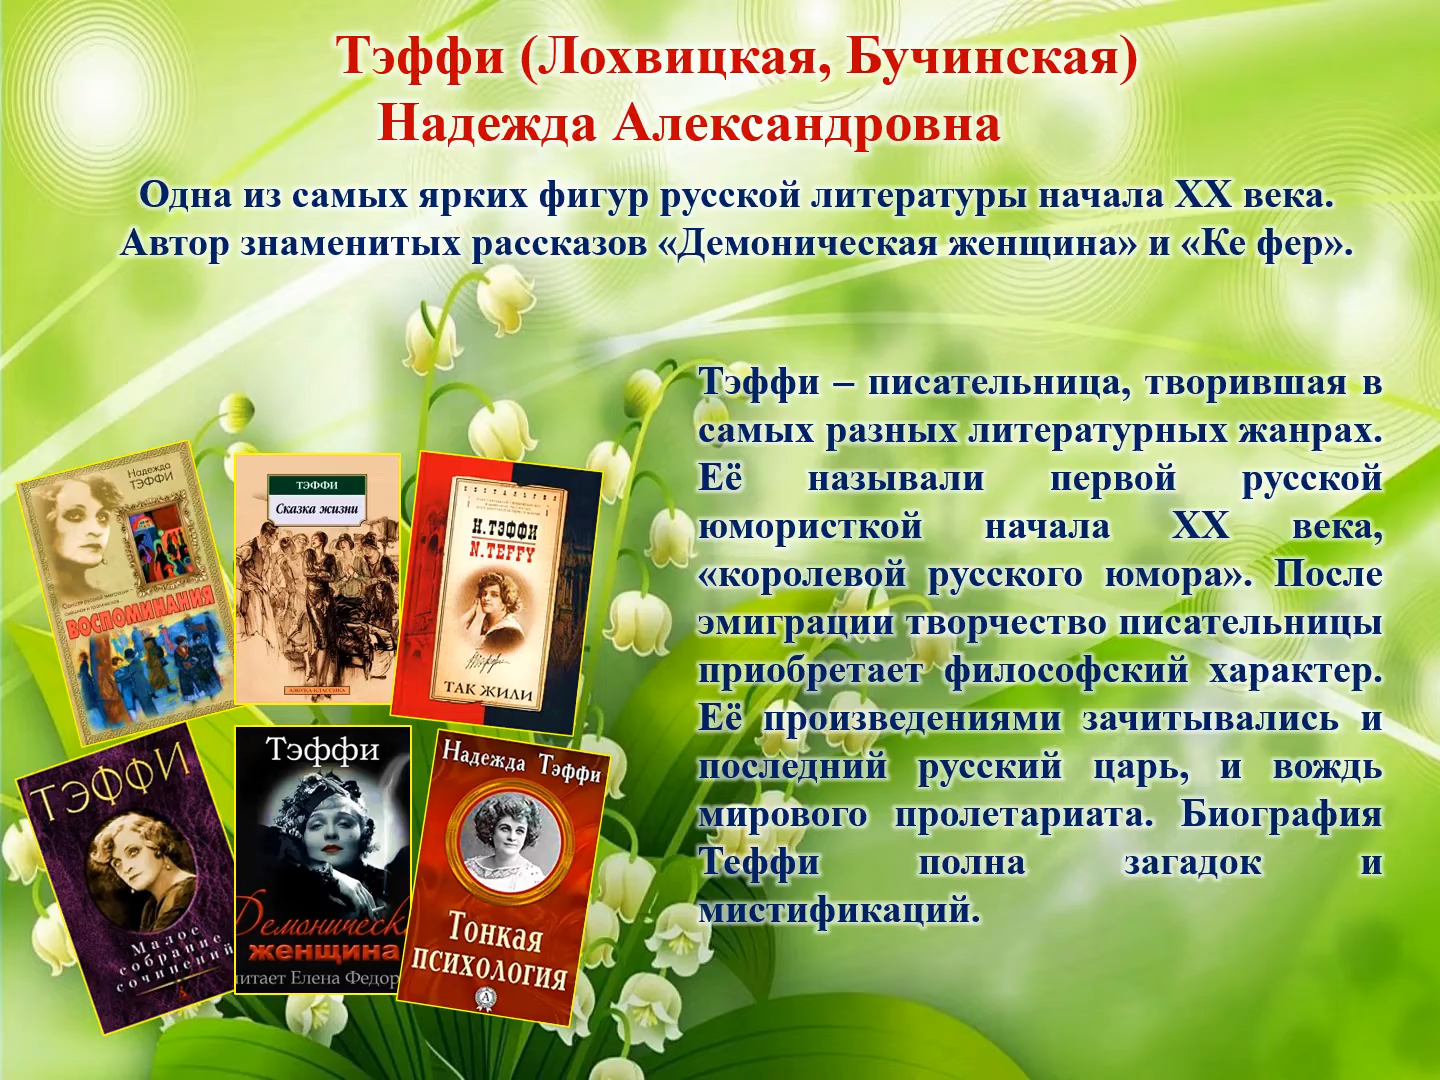 Тэффи (Лохвицкая, Бучинская)
Надежда Александровна
Одна из самых ярких фигур русской литературы начала XX века.
Автор знаменитых рассказов «Демоническая женщина» и «Ке фер».
Тэффи – писательница, творившая в
самых разных литературных жанрах.
Её называли первой русской
юмористкой начала XX века,
«королевой русского юмора». После
эмиграции творчество писательницы
приобретает философский характер.
Её произведениями зачитывались и
последний русский царь, и вождь
мирового пролетариата. Биография
Теффи полна загадок и
мистификаций.
Надежда
ТЭФФИ
ВОСПОМИНАНИЯ
ТЭФФИ
Сказка жизни
АЗБУКА-КЛАССИКА
НОСТАЛЬГИЯ
Н.ТЭФФИ
N.TEFFY
ТАК ЖИЛИ
ТЭФФИ
Малое
собрание
сочинений
Тэффи
Демоническ
женщина
читает Елена Федор
Надежда Тэффи
Тонкая
психология